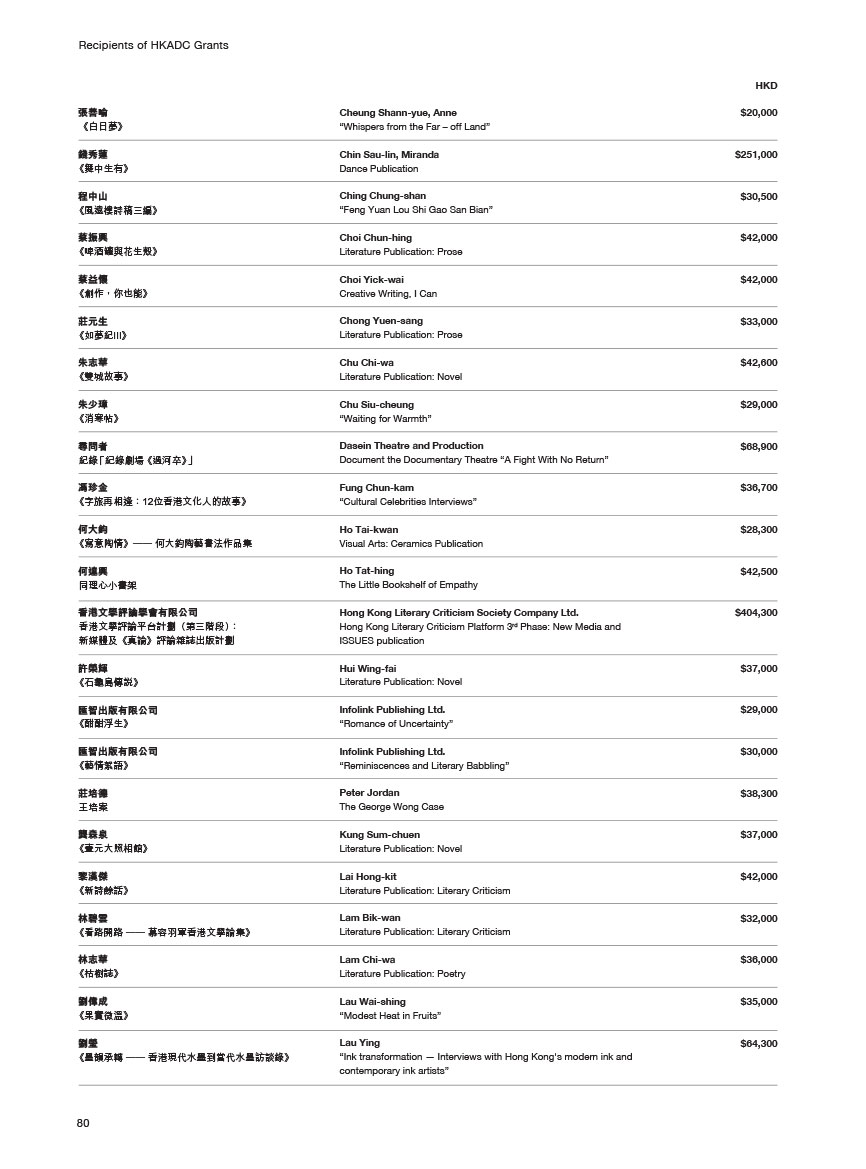 Recipients of HKADC Grants
HKD
張善喻 Cheung Shann-yue, Anne $20,000
《白日夢》 “Whispers from the Far – off Land”
錢秀蓮 Chin Sau-lin, Miranda $251,000
《舞中生有》 Dance Publication
程中山 Ching Chung-shan $30,500
《風遠樓詩稿三編》 “Feng Yuan Lou Shi Gao San Bian”
蔡振興 Choi Chun-hing $42,000
《啤酒罐與花生殼》 Literature Publication: Prose
蔡益懷 Choi Yick-wai $42,000
《創作，你也能》 Creative Writing, I Can
莊元生 Chong Yuen-sang $33,000
《如夢紀III》 Literature Publication: Prose
朱志華 Chu Chi-wa $42,600
《雙城故事》 Literature Publication: Novel
朱少璋 Chu Siu-cheung $29,000
《消寒帖》 “Waiting for Warmth”
尋問者 Dasein Theatre and Production $68,900
紀錄「紀錄劇場《過河卒》」 Document the Documentary Theatre “A Fight With No Return”
馮珍金 Fung Chun-kam $36,700
《字旅再相逢：12位香港文化人的故事》 “Cultural Celebrities Interviews”
何大鈞 Ho Tai-kwan $28,300
《寫意陶情》—— 何大鈞陶藝書法作品集 Visual Arts: Ceramics Publication
何達興 Ho Tat-hing $42,500
同理心小書架 The Little Bookshelf of Empathy
香港文學評論學會有限公司 Hong Kong Literary Criticism Society Company Ltd. $404,300
香港文學評論平台計劃（第三階段）： Hong Kong Literary Criticism Platform 3rd Phase: New Media and
新媒體及《真論》評論雜誌出版計劃 ISSUES publication
許榮輝 Hui Wing-fai $37,000
《石龜島傳説》 Literature Publication: Novel
匯智出版有限公司 Infolink Publishing Ltd. $29,000
《酣酣浮生》 “Romance of Uncertainty”
匯智出版有限公司 Infolink Publishing Ltd. $30,000
《藝情絮語》 “Reminiscences and Literary Babbling”
莊培德 Peter Jordan $38,300
王培案 The George Wong Case
龔森泉 Kung Sum-chuen $37,000
《壹元大照相館》 Literature Publication: Novel
黎漢傑 Lai Hong-kit $42,000
《新詩餘話》 Literature Publication: Literary Criticism
林碧雲 Lam Bik-wan $32,000
《看路開路 —— 慕容羽軍香港文學論集》 Literature Publication: Literary Criticism
林志華 Lam Chi-wa $36,000
《枯樹誌》 Literature Publication: Poetry
劉偉成 Lau Wai-shing $35,000
《果實微溫》 “Modest Heat in Fruits”
劉瑩 Lau Ying $64,300
《墨韻承轉 —— 香港現代水墨到當代水墨訪談錄》 “Ink transformation — Interviews with Hong Kong's modern ink and
contemporary ink artists”
80